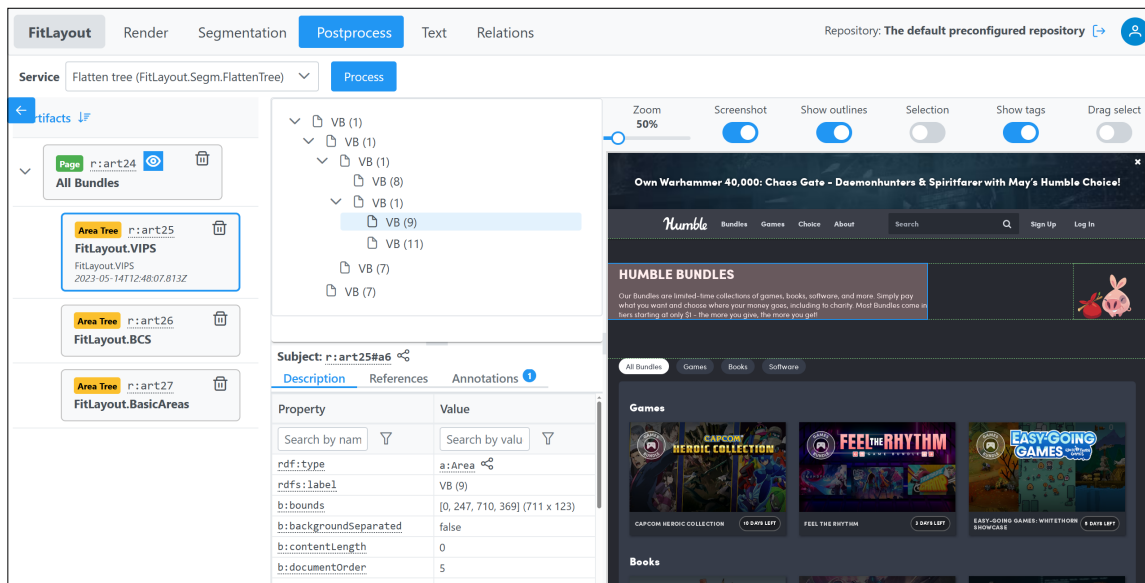 FitLayout Render Segmentation Postprocess Text Relations Repository: The default preconfigured repository
Service Flatten tree (FitLayout.Segm.FlattenTree) Process
rtifacts
Page r:art24
All Bundles
Area Tree r:art25
FitLayout.VIPS
FitLayout.VIPS
2023-05-14T12:48:07.813Z
Area Tree r:art26
FitLayout.BCS
Area Tree r:art27
FitLayout.BasicAreas
VB (1)
VB (1)
VB (1)
VB (8)
VB (1)
VB (9)
VB (11)
VB (7)
VB (7)
Subject: r:art25#a6
Description References Annotations 1
Property Value
Search by nam Search by valu
rdf:type a:Area
rdfs:label VB (9)
b:bounds [0, 247, 710, 369] (711 x 123)
b:backgroundSeparated false
b:contentLength 0
b:documentOrder 5
Zoom Screenshot Show outlines Selection Show tags Drag select
50%
Own Warhammer 40,000: Chaos Gate - Daemonhunters & Spiritfarer with May's Humble Choice!
Humble Bundles Games Choice About Search Sign Up Log In
HUMBLE BUNDLES
Our Bundles are limited-time collections of games, books, software, and more. Simply pay
what you want and choose where your money goes, including to charity. Most Bundles come in
tiers starting at only $1 - the more you give, the more you get!
All Bundles Games Books Software
Games
GAMES BUNDLE CAPCOM HEROIC COLLECTION
GAMES BUNDLE FEEL THE RHYTHM
GAME BUNDLE
GAMES BUNDLE EASY-GOING GAMES
CAPCOM HEROIC COLLECTION 10 DAYS LEFT
FEEL THE RHYTHM 3 DAYS LEFT
EASY-GOING GAMES: WHITETHORN SHOWCASE 5 DAYS LEFT
Books